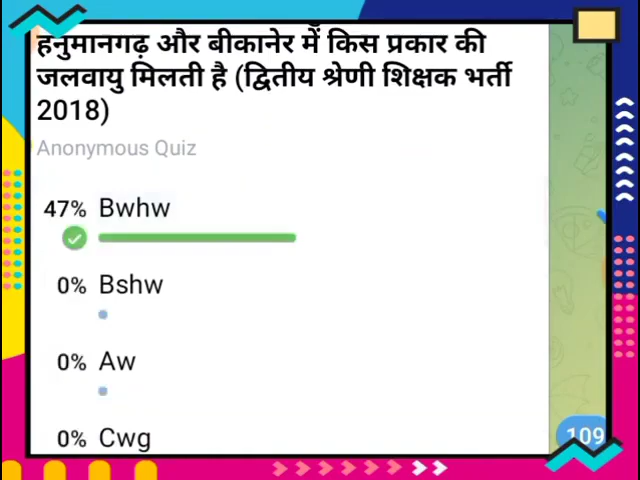 हनुमानगढ़ और बीकानेर में किस प्रकार की
जलवायु मिलती है (द्वितीय श्रेणी शिक्षक भर्ती
2018)
Anonymous Quiz
47% Bwhw
0% Bshw
0% Aw
0% Cwg
109